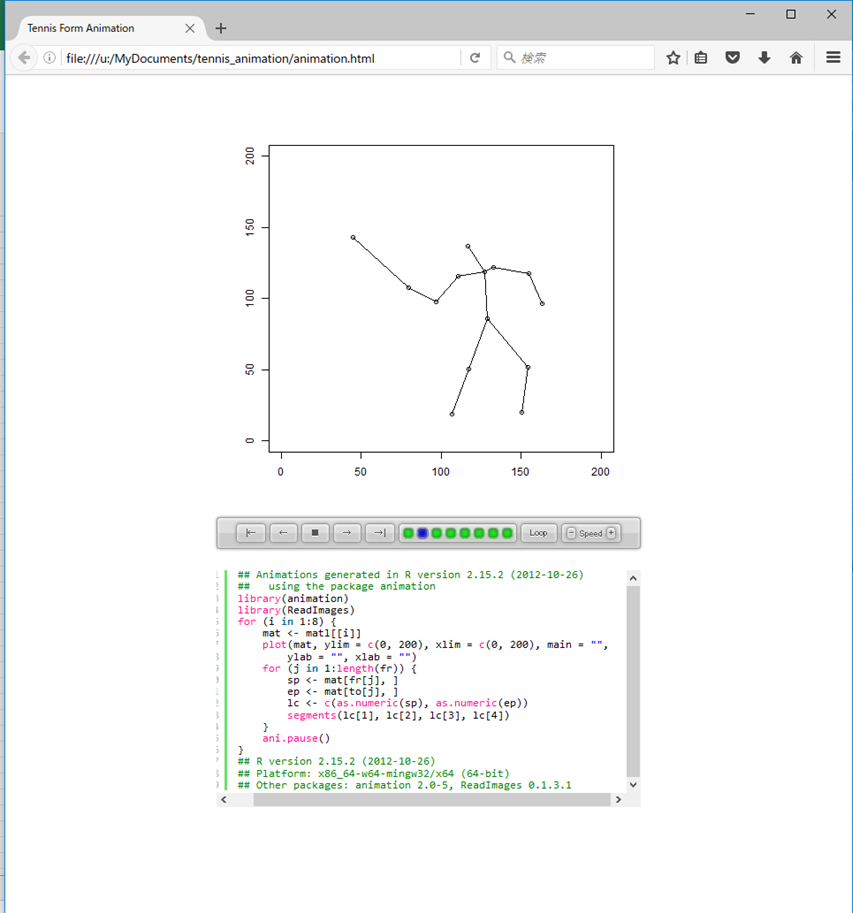 Tennis Form Animation
file:///u:/MyDocuments/tennis_animation/animation.html
検索
200
150
100
50
0
0 50 100 150 200
Loop
Speed
## Animations generated in R version 2.15.2 (2012-10-26)
##   using the package animation
library(animation)
library(ReadImages)
for (i in 1:8) {
    mat <- matl[[i]]
    plot(mat, ylim = c(0, 200), xlim = c(0, 200), main = "",
        ylab = "", xlab = "")
    for (j in 1:length(fr)) {
        sp <- mat[fr[j], ]
        ep <- mat[to[j], ]
        lc <- c(as.numeric(sp), as.numeric(ep))
        segments(lc[1], lc[2], lc[3], lc[4])
    }
    ani.pause()
}
## R version 2.15.2 (2012-10-26)
## Platform: x86_64-w64-mingw32/x64 (64-bit)
## Other packages: animation 2.0-5, ReadImages 0.1.3.1